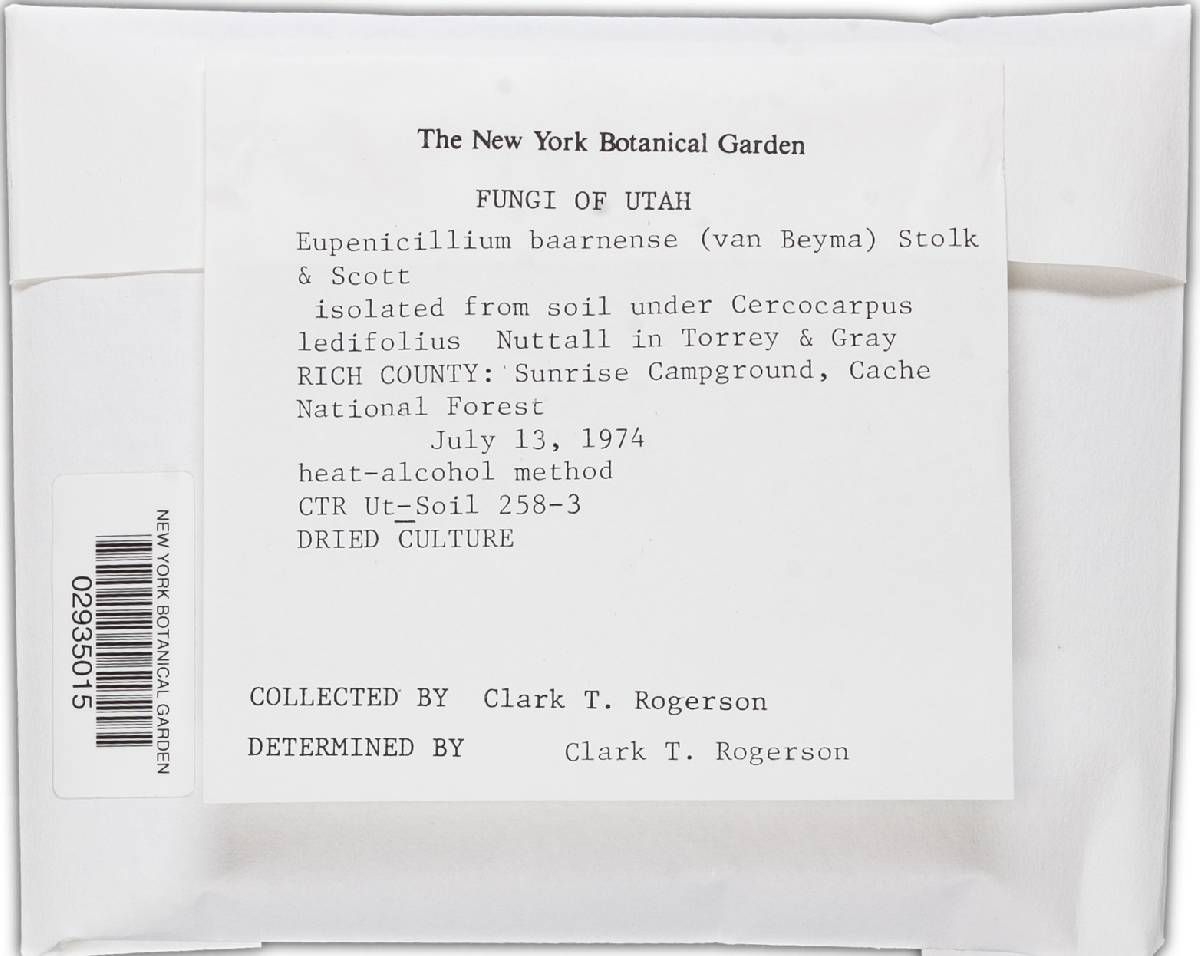 The New York Botanical Garden
FUNGI OF UTAH
Eupenicillium baarnense (van Beyma) Stolk
& Scott
isolated from soil under Cercocarpus
ledifolius Nuttall in Torrey & Gray
RICH COUNTY: Sunrise Campground, Cache
National Forest
July 13, 1974
heat-alcohol method
CTR Ut-Soil 258-3
DRIED CULTURE
COLLECTED BY Clark T. Rogerson
DETERMINED BY Clark T. Rogerson
NEW YORK BOTANICAL GARDEN
02935015